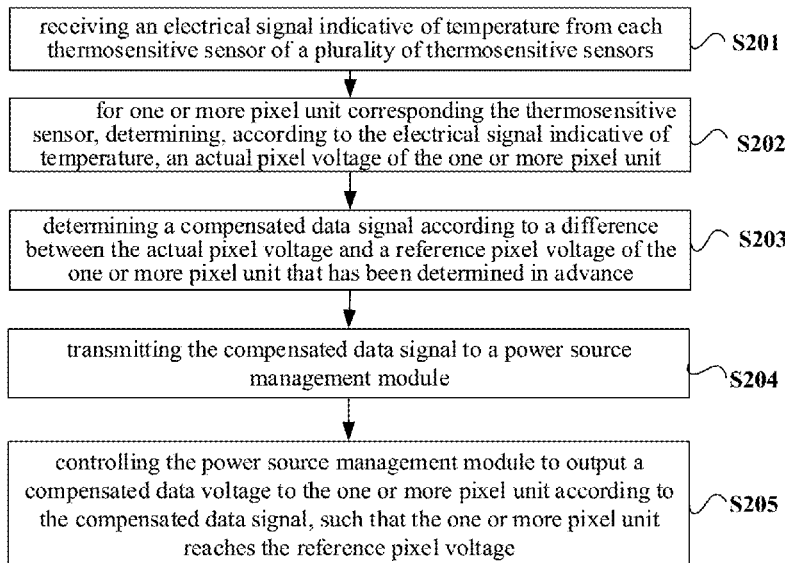 receiving an electrical signal indicative of temperature from each
thermosensitive sensor of a plurality of thermosensitive sensors
S201
for one or more pixel unit corresponding the thermosensitive
sensor, determining, according to the electrical signal indicative of
temperature, an actual pixel voltage of the one or more pixel unit
S202
determining a compensated data signal according to a difference
between the actual pixel voltage and a reference pixel voltage of the
one or more pixel unit that has been determined in advance
S203
transmitting the compensated data signal to a power source
management module
S204
controlling the power source management module to output a
compensated data voltage to the one or more pixel unit according to
the compensated data signal, such that the one or more pixel unit
reaches the reference pixel voltage
S205